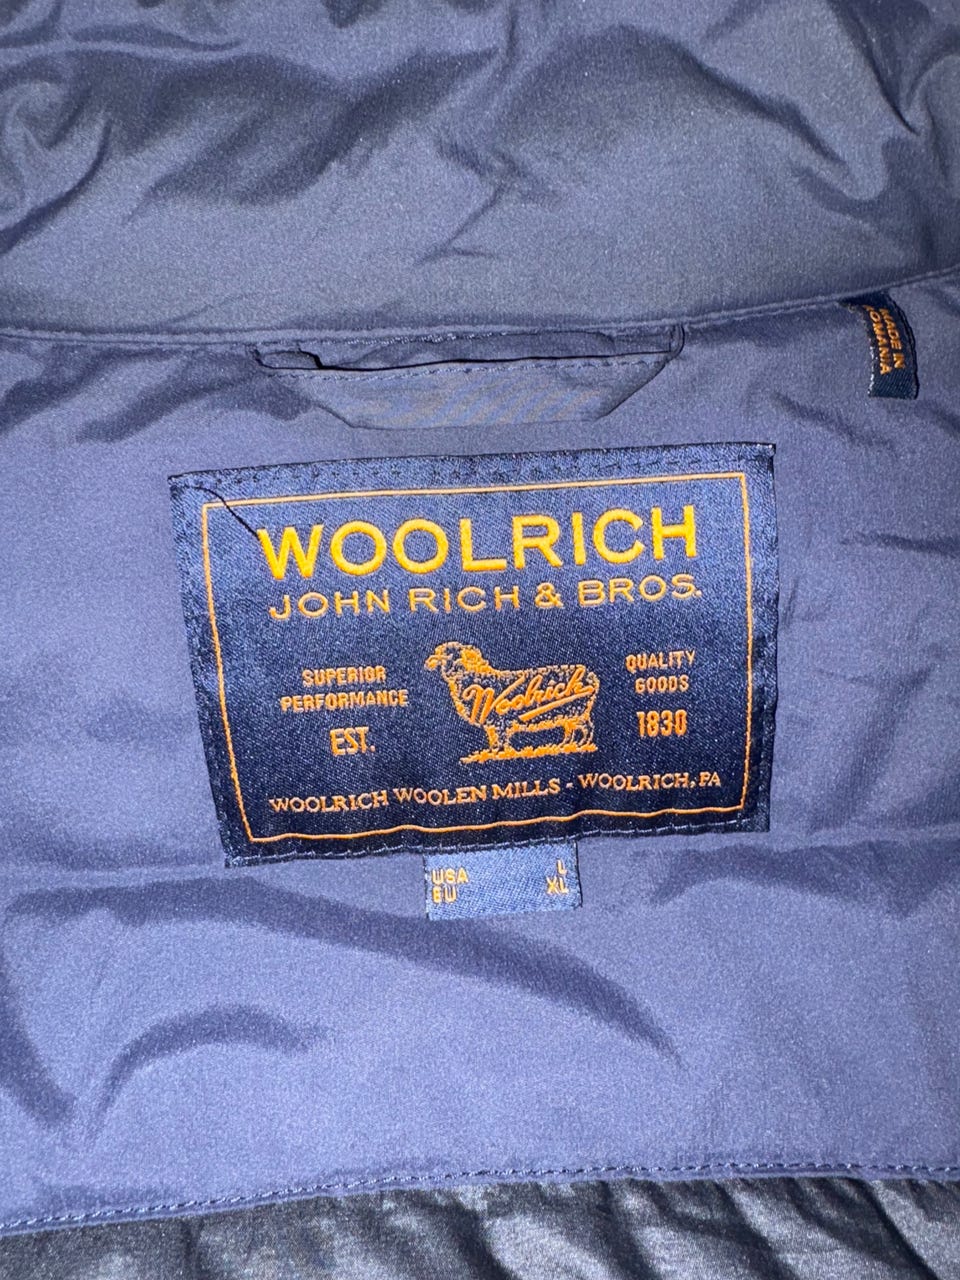 MADE IN
ROMANIA
WOOLRICH
JOHN RICH & BROS.
SUPERIOR
PERFORMANCE
EST.
Woolrich
QUALITY
GOODS
1830
WOOLRICH WOOLEN MILLS - WOOLRICH, PA
USA L
EU XL